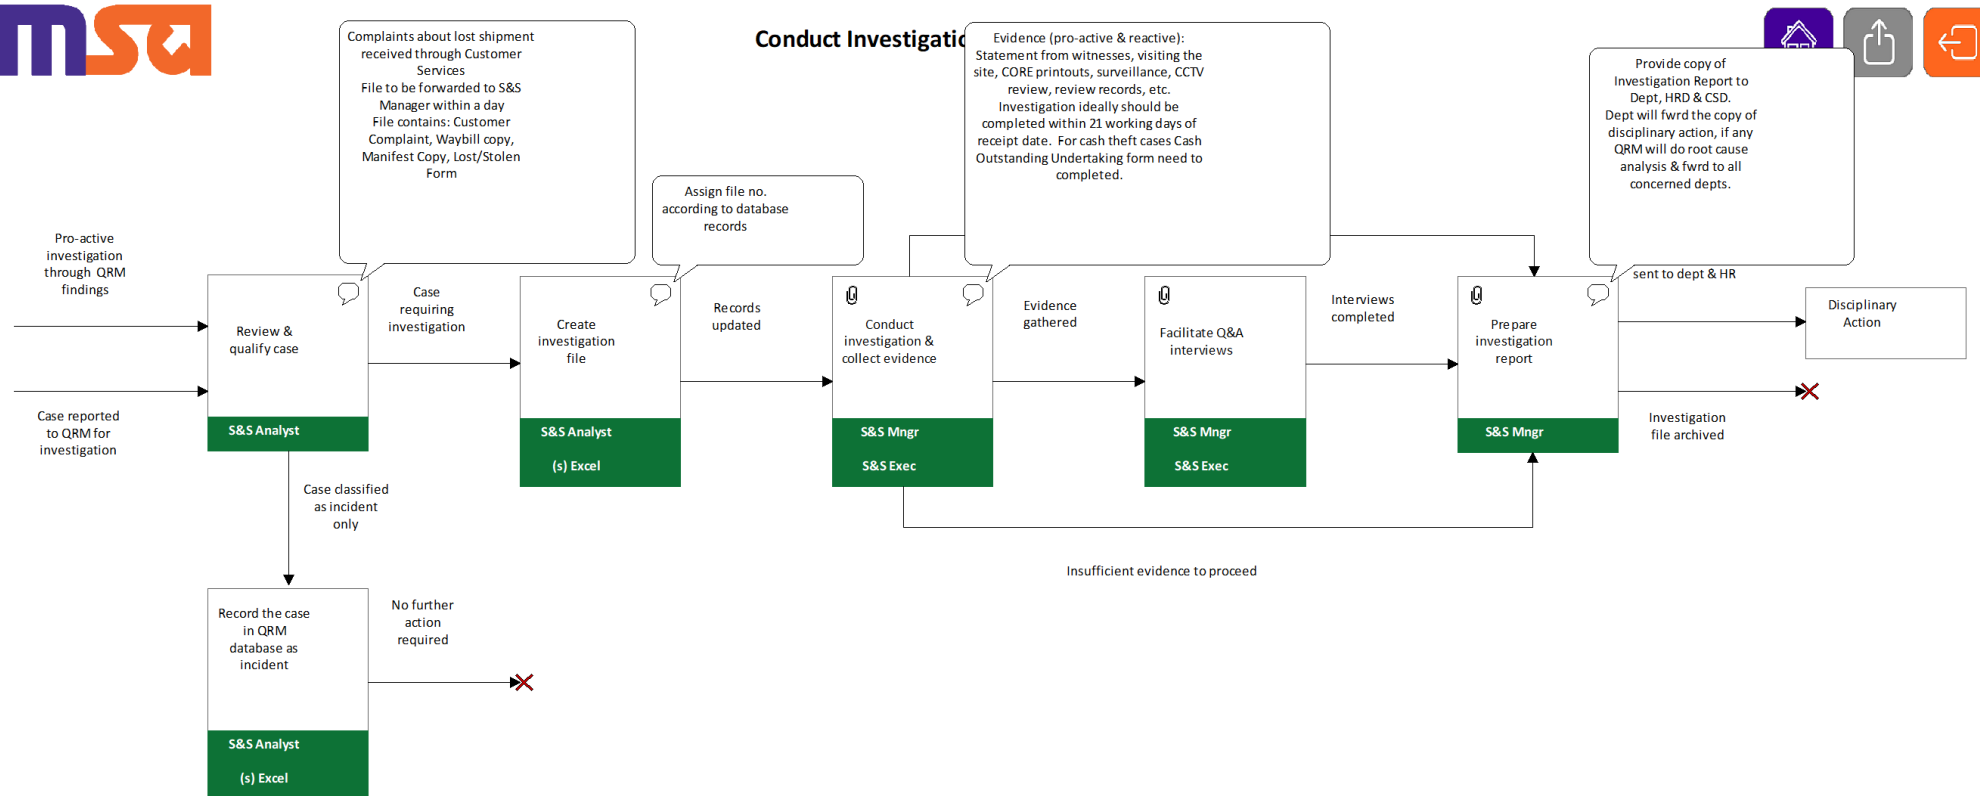 msa
Conduct Investigatio
Complaints about lost shipment
received through Customer
Services
File to be forwarded to S&S
Manager within a day
File contains: Customer
Complaint, Waybill copy,
Manifest Copy, Lost/Stolen
Form
Assign file no.
according to database
records
Evidence (pro-active & reactive):
Statement from witnesses, visiting the
site, CORE printouts, surveillance, CCTV
review, review records, etc.
Investigation ideally should be
completed within 21 working days of
receipt date. For cash theft cases Cash
Outstanding Undertaking form need to
completed.
Provide copy of
Investigation Report to
Dept, HRD & CSD.
Dept will fwrd the copy of
disciplinary action, if any
QRM will do root cause
analysis & fwrd to all
concerned depts.
Pro-active
investigation
through QRM
findings
Case reported
to QRM for
investigation
Review &
qualify case
S&S Analyst
Case
requiring
investigation
Create
investigation
file
S&S Analyst
(s) Excel
Records
updated
Conduct
investigation &
collect evidence
S&S Mngr
S&S Exec
Evidence
gathered
Facilitate Q&A
interviews
S&S Mngr
S&S Exec
Interviews
completed
Prepare
investigation
report
S&S Mngr
sent to dept & HR
Disciplinary
Action
Investigation
file archived
Case classified
as incident
only
Insufficient evidence to proceed
Record the case
in QRM
database as
incident
S&S Analyst
(s) Excel
No further
action
required